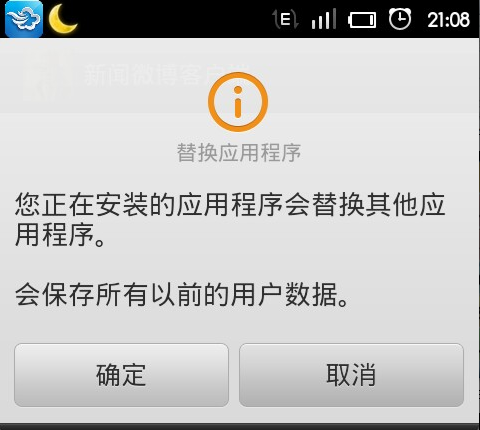 E 21:08
新闻微博客户端
替换应用程序
您正在安装的应用程序会替换其他应
用程序。
会保存所有以前的用户数据。
确定 取消